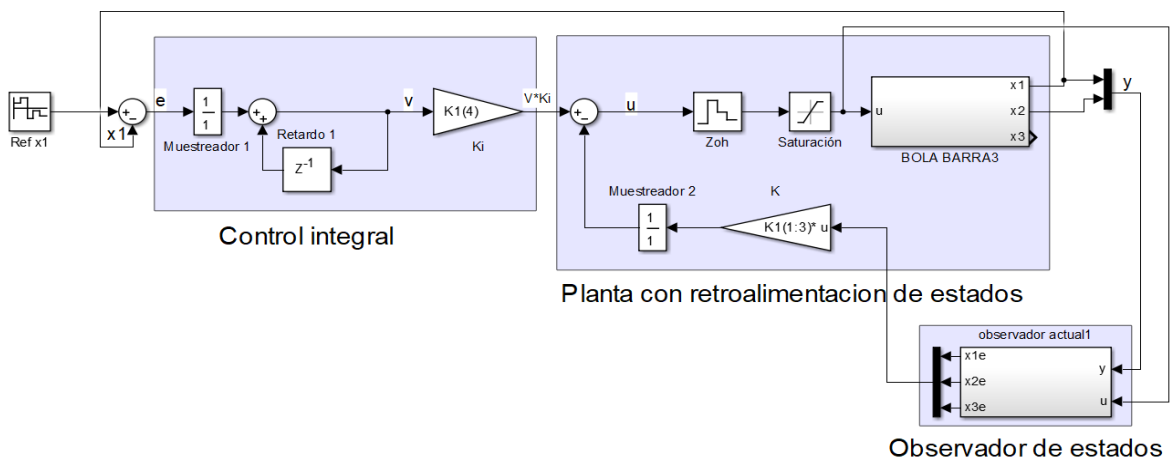 Ref x1
x1
e
1
1
Muestreador 1
Retardo 1
Z-1
v
K1(4)
Ki
V*Ki
Control integral
u
Zoh
Saturación
u
x1
x2
x3
BOLA BARRA3
y
Muestreador 2
1
1
K
K1(1:3)* u
Planta con retroalimentacion de estados
observador actual1
x1e
x2e
x3e
y
u
Observador de estados